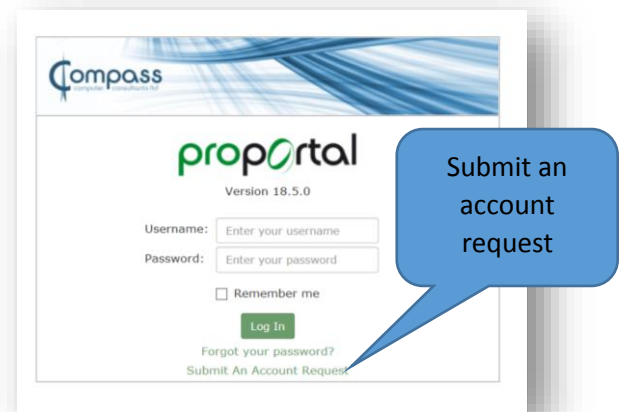 Compass
computer consultants ltd
proportal
Version 18.5.0
Username: Enter your username
Password: Enter your password
Remember me
Log In
Forgot your password?
Submit An Account Request
Submit an
account
request